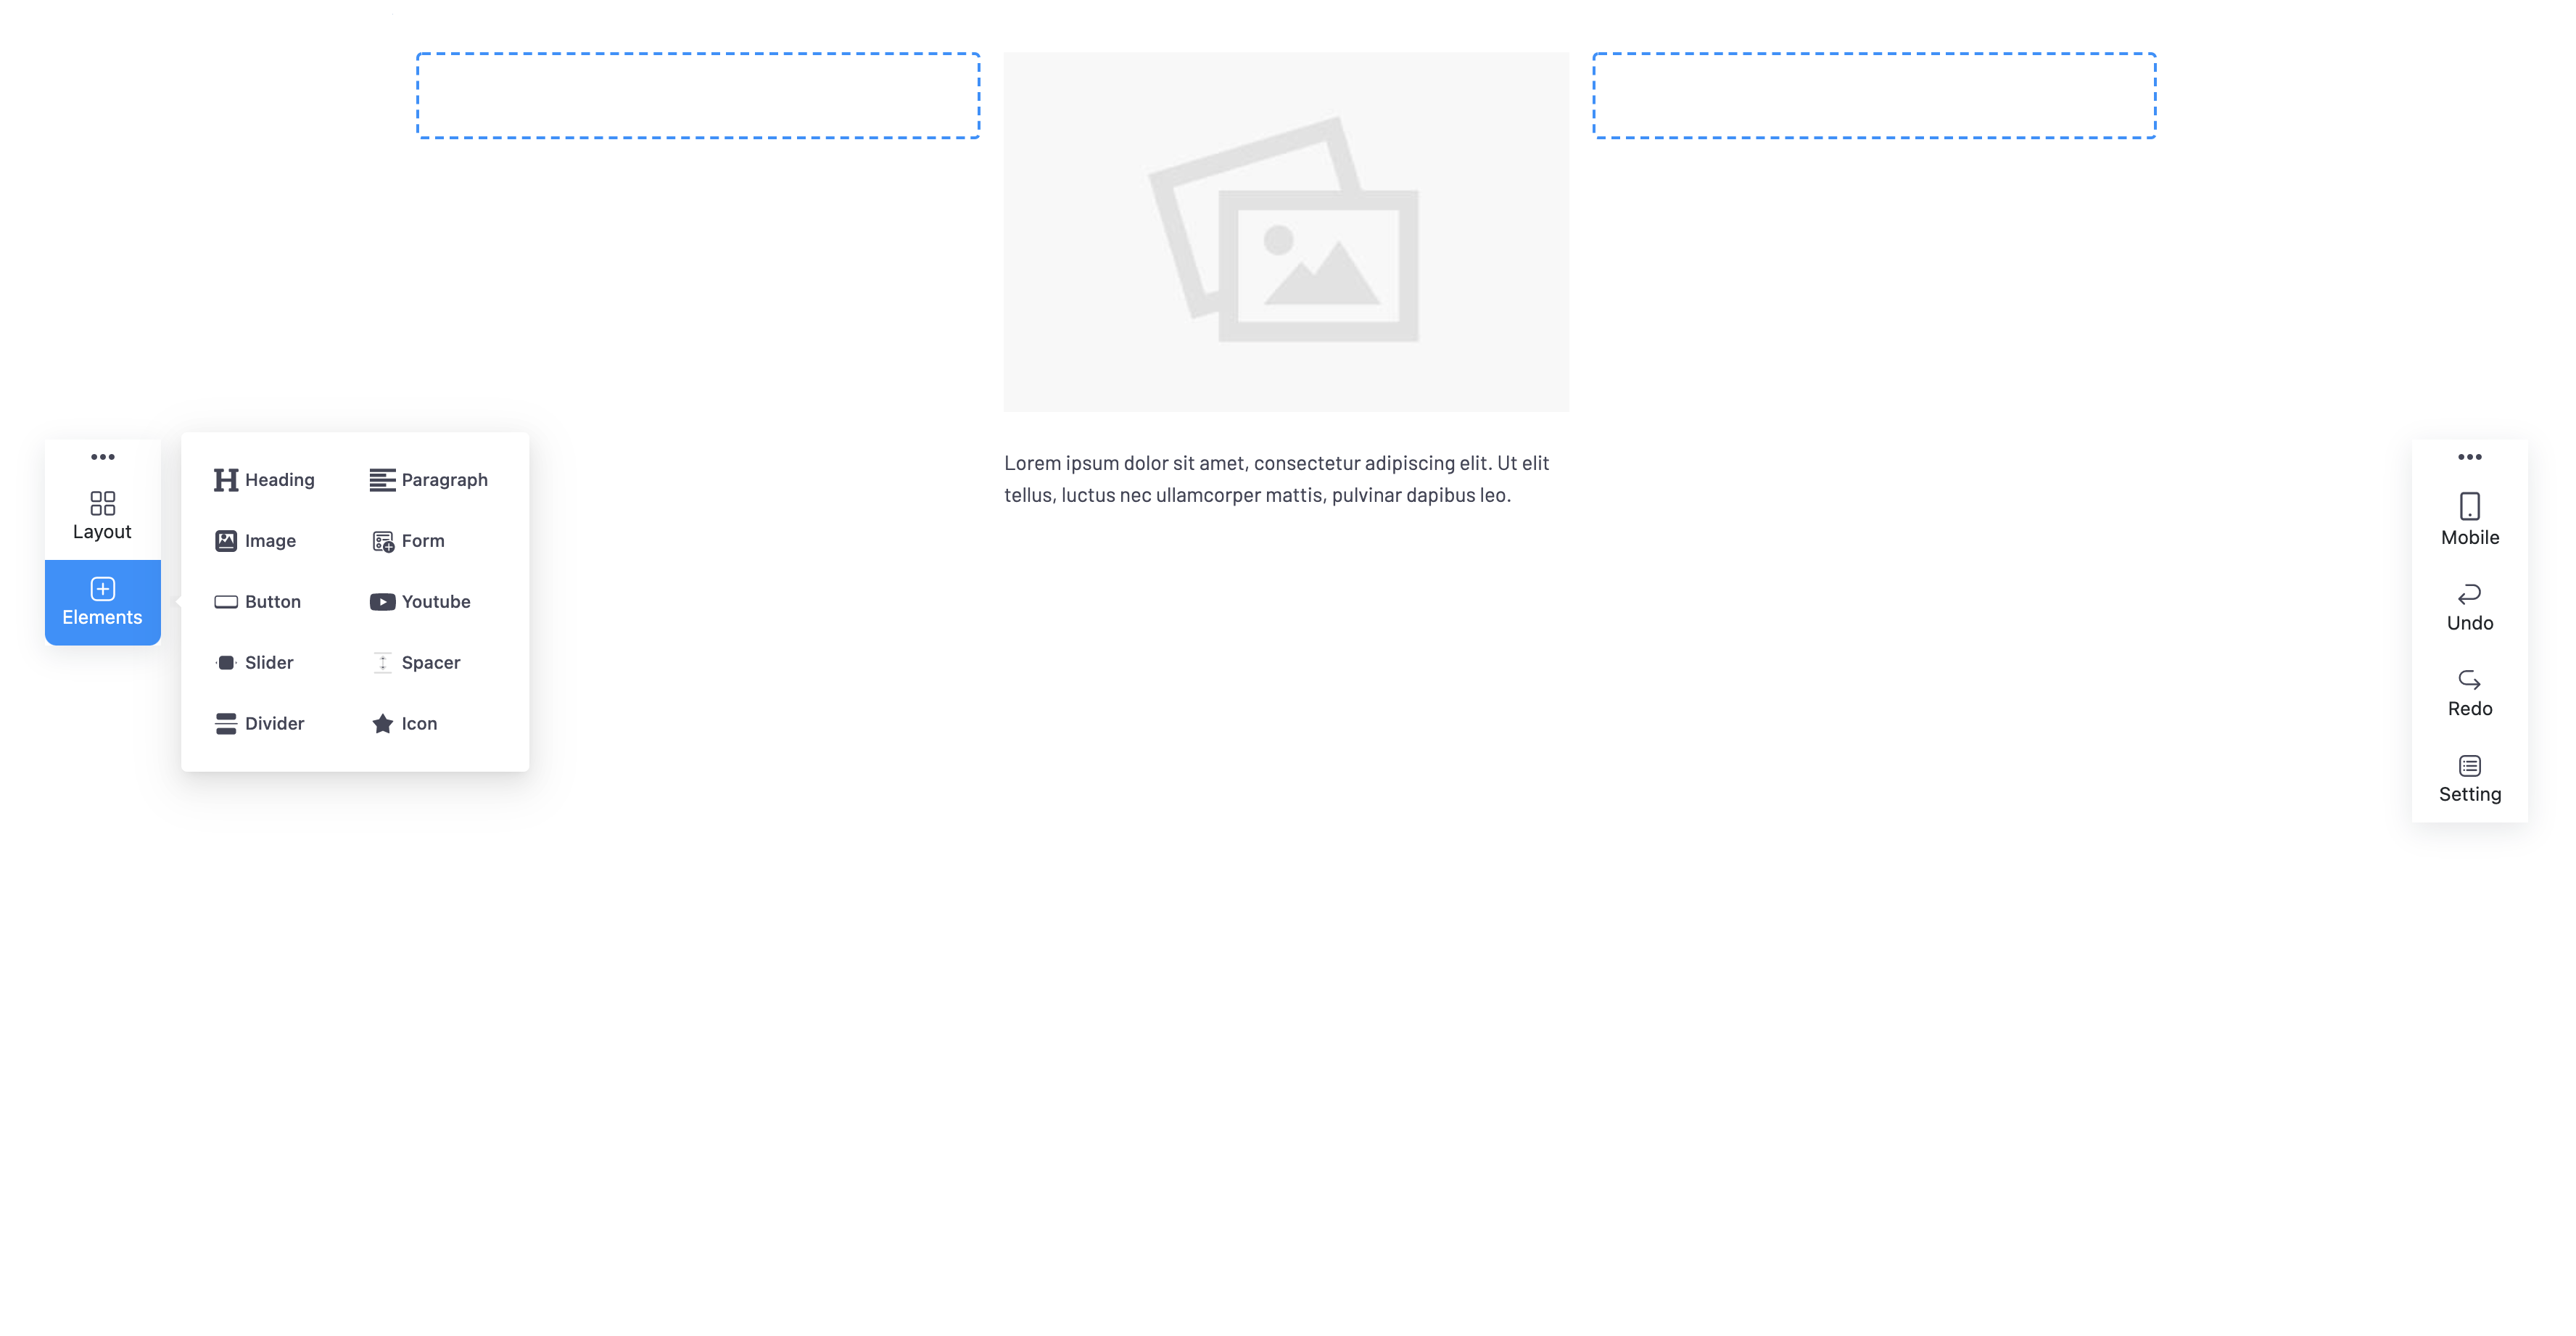 Lorem ipsum dolor sit amet, consectetur adipiscing elit. Ut elit
tellus, luctus nec ullamcorper mattis, pulvinar dapibus leo.
Layout
Elements
Heading
Paragraph
Image
Form
Button
Youtube
Slider
Spacer
Divider
Icon
Mobile
Undo
Redo
Setting